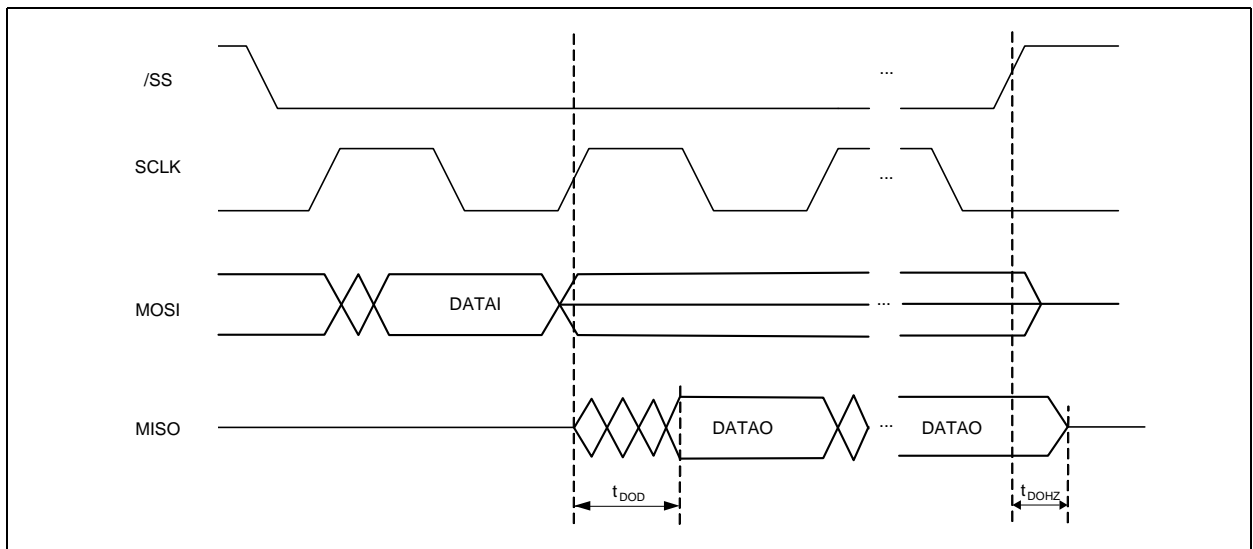 /SS
...
SCLK
...
MOSI
DATAI
...
MISO
DATAO
...
DATAO
tDOD
tDOHZ